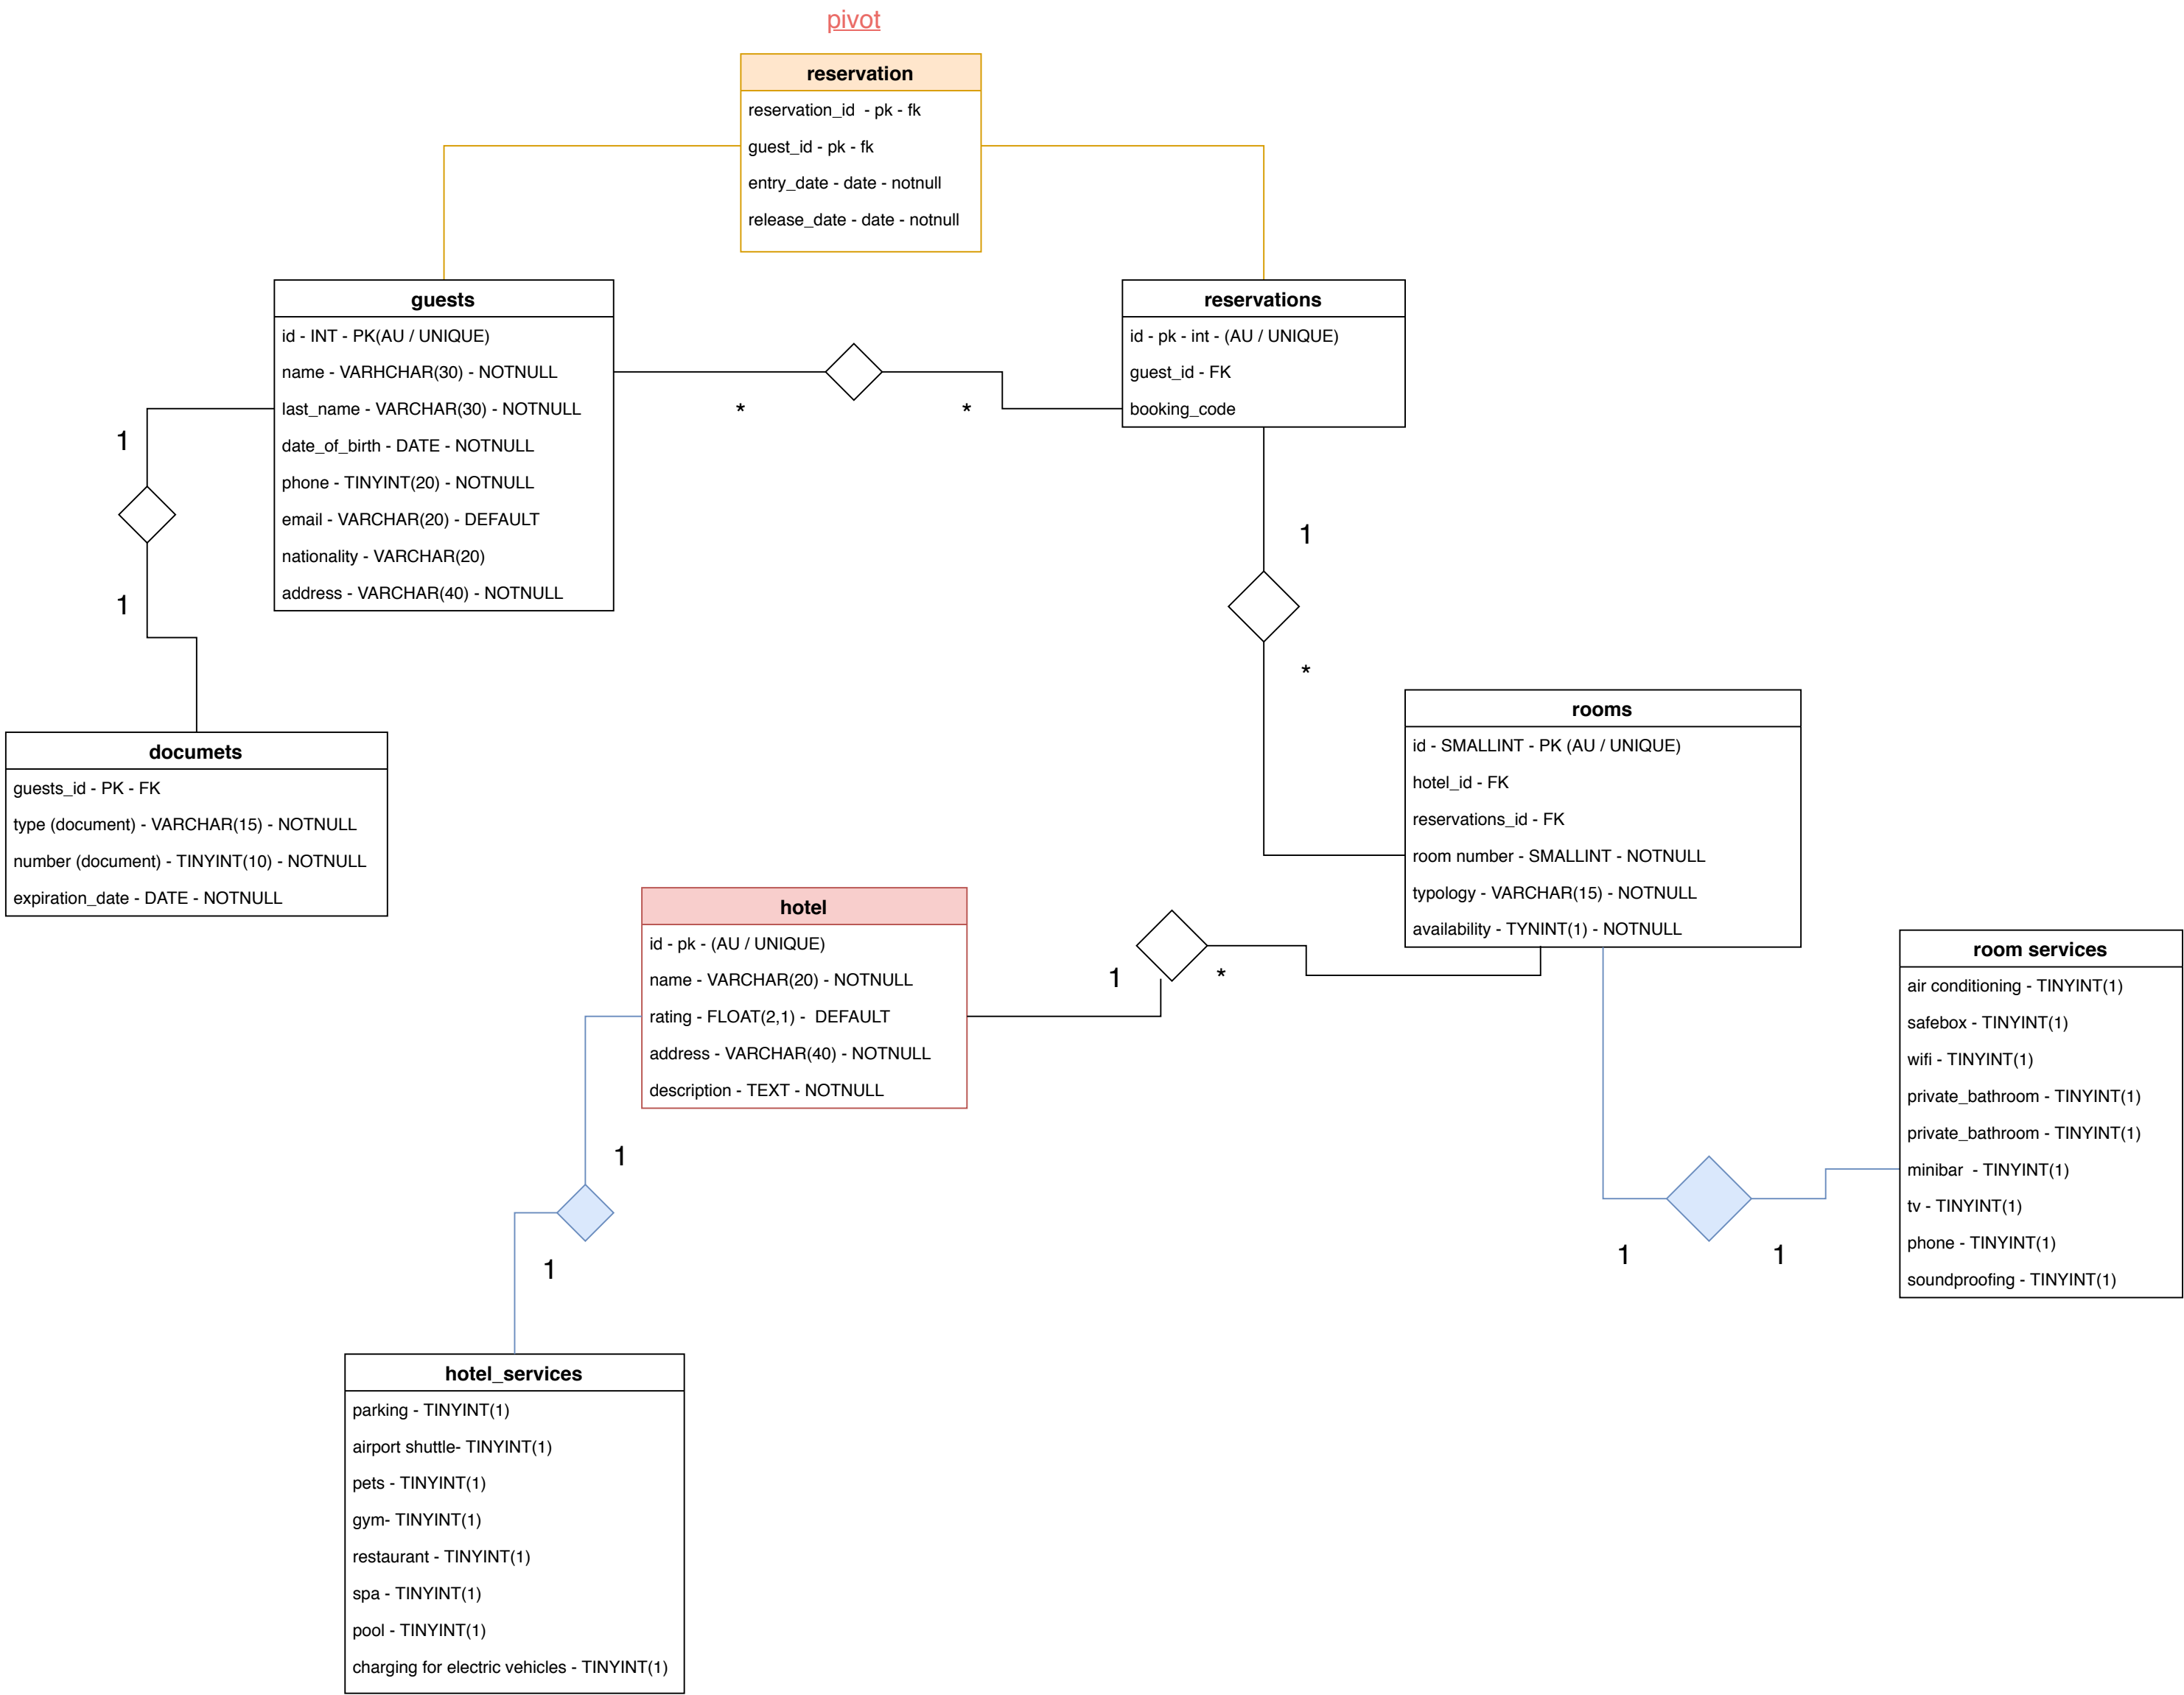 pivot
reservation
reservation_id  - pk - fk
guest_id - pk - fk
entry_date - date - notnull
release_date - date - notnull
guests
id - INT - PK(AU / UNIQUE)
name - VARHCHAR(30) - NOTNULL
last_name - VARCHAR(30) - NOTNULL
date_of_birth - DATE - NOTNULL
phone - TINYINT(20) - NOTNULL
email - VARCHAR(20) - DEFAULT
nationality - VARCHAR(20)
address - VARCHAR(40) - NOTNULL
*
*
reservations
id - pk - int - (AU / UNIQUE)
guest_id - FK
booking_code
1
1
1
*
documets
guests_id - PK - FK
type (document) - VARCHAR(15) - NOTNULL
number (document) - TINYINT(10) - NOTNULL
expiration_date - DATE - NOTNULL
rooms
id - SMALLINT - PK (AU / UNIQUE)
hotel_id - FK
reservations_id - FK
room number - SMALLINT - NOTNULL
typology - VARCHAR(15) - NOTNULL
availability - TYNINT(1) - NOTNULL
hotel
id - pk - (AU / UNIQUE)
name - VARCHAR(20) - NOTNULL
rating - FLOAT(2,1) -  DEFAULT
address - VARCHAR(40) - NOTNULL
description - TEXT - NOTNULL
1
*
room services
air conditioning - TINYINT(1)
safebox - TINYINT(1)
wifi - TINYINT(1)
private_bathroom - TINYINT(1)
private_bathroom - TINYINT(1)
minibar  - TINYINT(1)
tv - TINYINT(1)
phone - TINYINT(1)
soundproofing - TINYINT(1)
1
1
1
1
hotel_services
parking - TINYINT(1)
airport shuttle- TINYINT(1)
pets - TINYINT(1)
gym- TINYINT(1)
restaurant - TINYINT(1)
spa - TINYINT(1)
pool - TINYINT(1)
charging for electric vehicles - TINYINT(1)